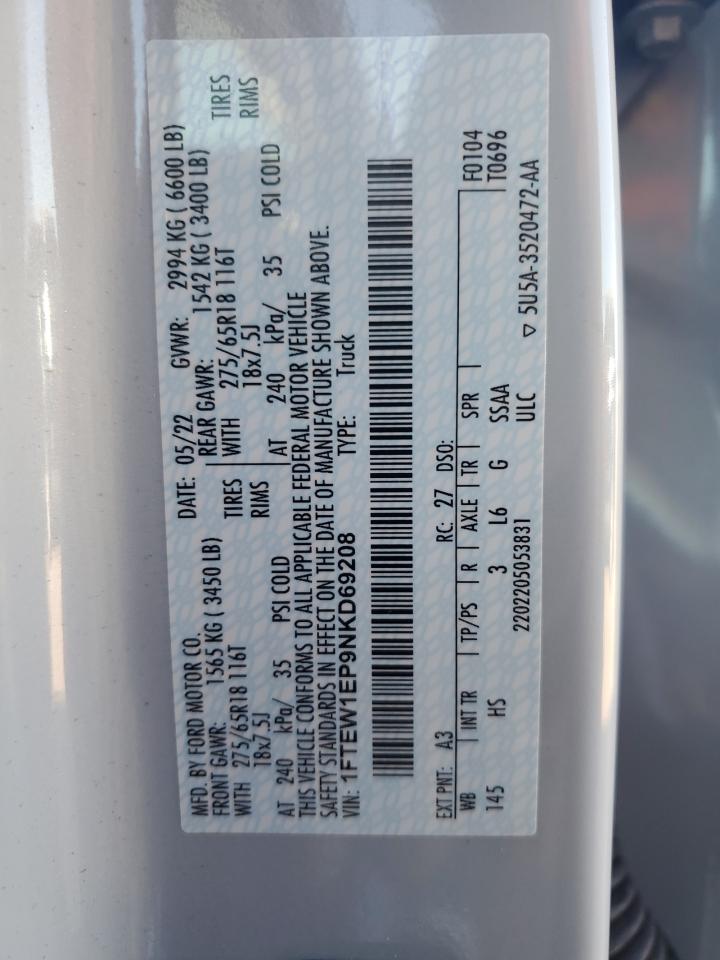 MFD. BY FORD MOTOR CO. DATE: 05/22 GVWR: 2994 KG ( 6600 LB)
FRONT GAWR: 1565 KG ( 3450 LB) REAR GAWR: 1542 KG ( 3400 LB)
WITH 275/65R18 116T TIRES WITH 275/65R18 116T TIRES
18x7.5J RIMS 18x7.5J RIMS
AT 240 kPa/ 35 PSI COLD AT 240 kPa/ 35 PSI COLD
THIS VEHICLE CONFORMS TO ALL APPLICABLE FEDERAL MOTOR VEHICLE
SAFETY STANDARDS IN EFFECT ON THE DATE OF MANUFACTURE SHOWN ABOVE.
VIN: 1FTEW1EP9NKD69208 TYPE: Truck
EXT PNT: A3 RC: 27 DSO: F0104
WB INT TR TP/PS R AXLE TR SPR T0696
145 HS 3 L6 G SSAA
2202205053831 ULC ▽ 5U5A-3520472-AA